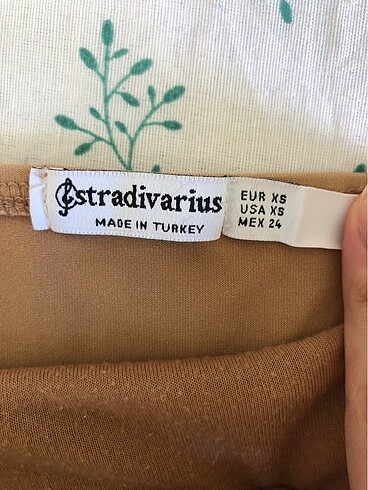 stradivarius
MADE IN TURKEY
EUR XS
USA XS
MEX 24